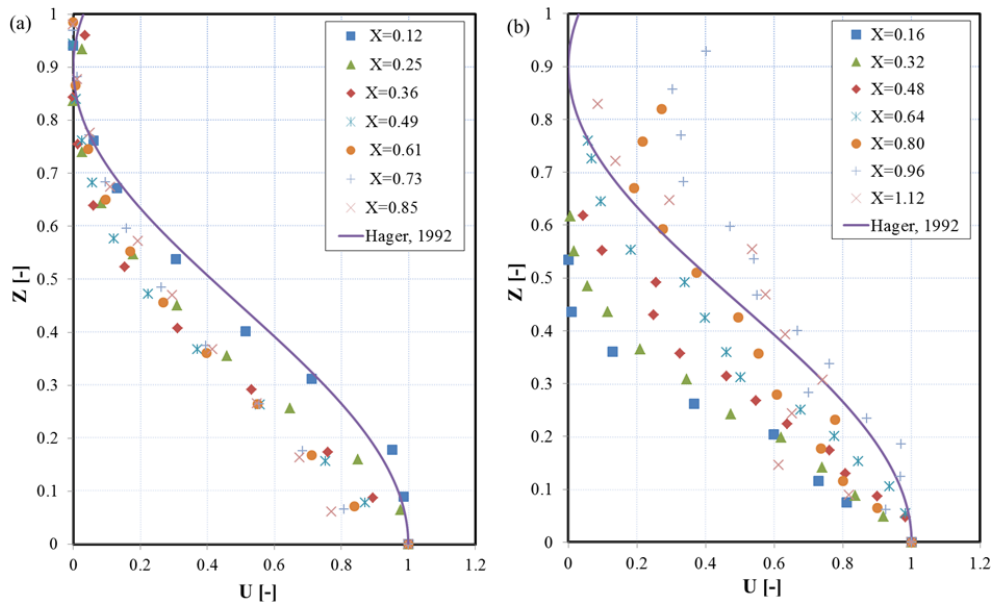 (a)
1
0.9
0.8
0.7
0.6
0.5
0.4
0.3
0.2
0.1
0
Z [-]
0
0.2
0.4
0.6
0.8
1
1.2
U [-]
X=0.12
X=0.25
X=0.36
X=0.49
X=0.61
X=0.73
X=0.85
Hager, 1992
(b)
1
0.9
0.8
0.7
0.6
0.5
0.4
0.3
0.2
0.1
0
Z [-]
0
0.2
0.4
0.6
0.8
1
1.2
U [-]
X=0.16
X=0.32
X=0.48
X=0.64
X=0.80
X=0.96
X=1.12
Hager, 1992